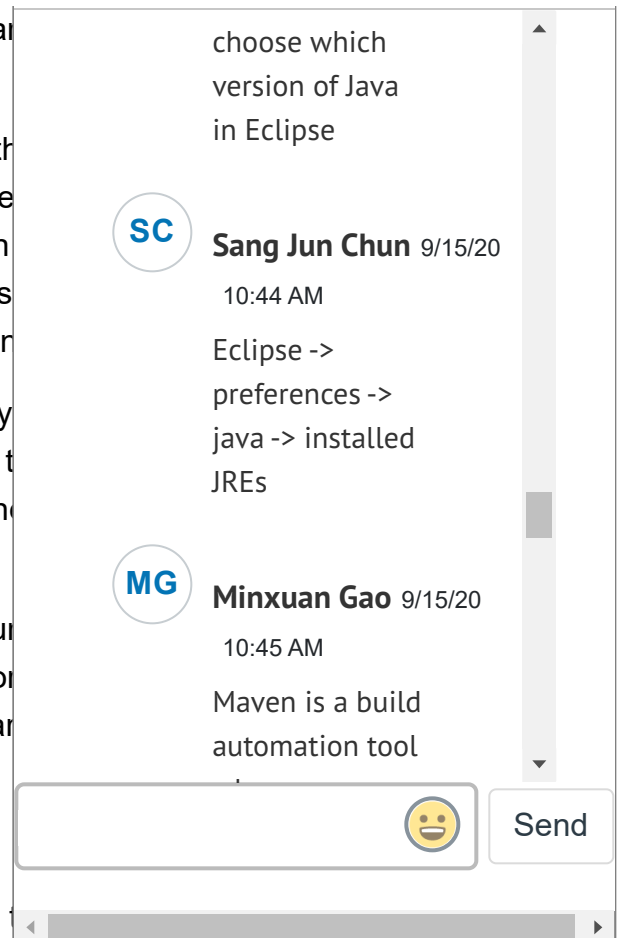 choose which
version of Java
in Eclipse
SC
Sang Jun Chun 9/15/20
10:44 AM
Eclipse ->
preferences ->
java -> installed
JREs
MG
Minxuan Gao 9/15/20
10:45 AM
Maven is a build
automation tool
Send